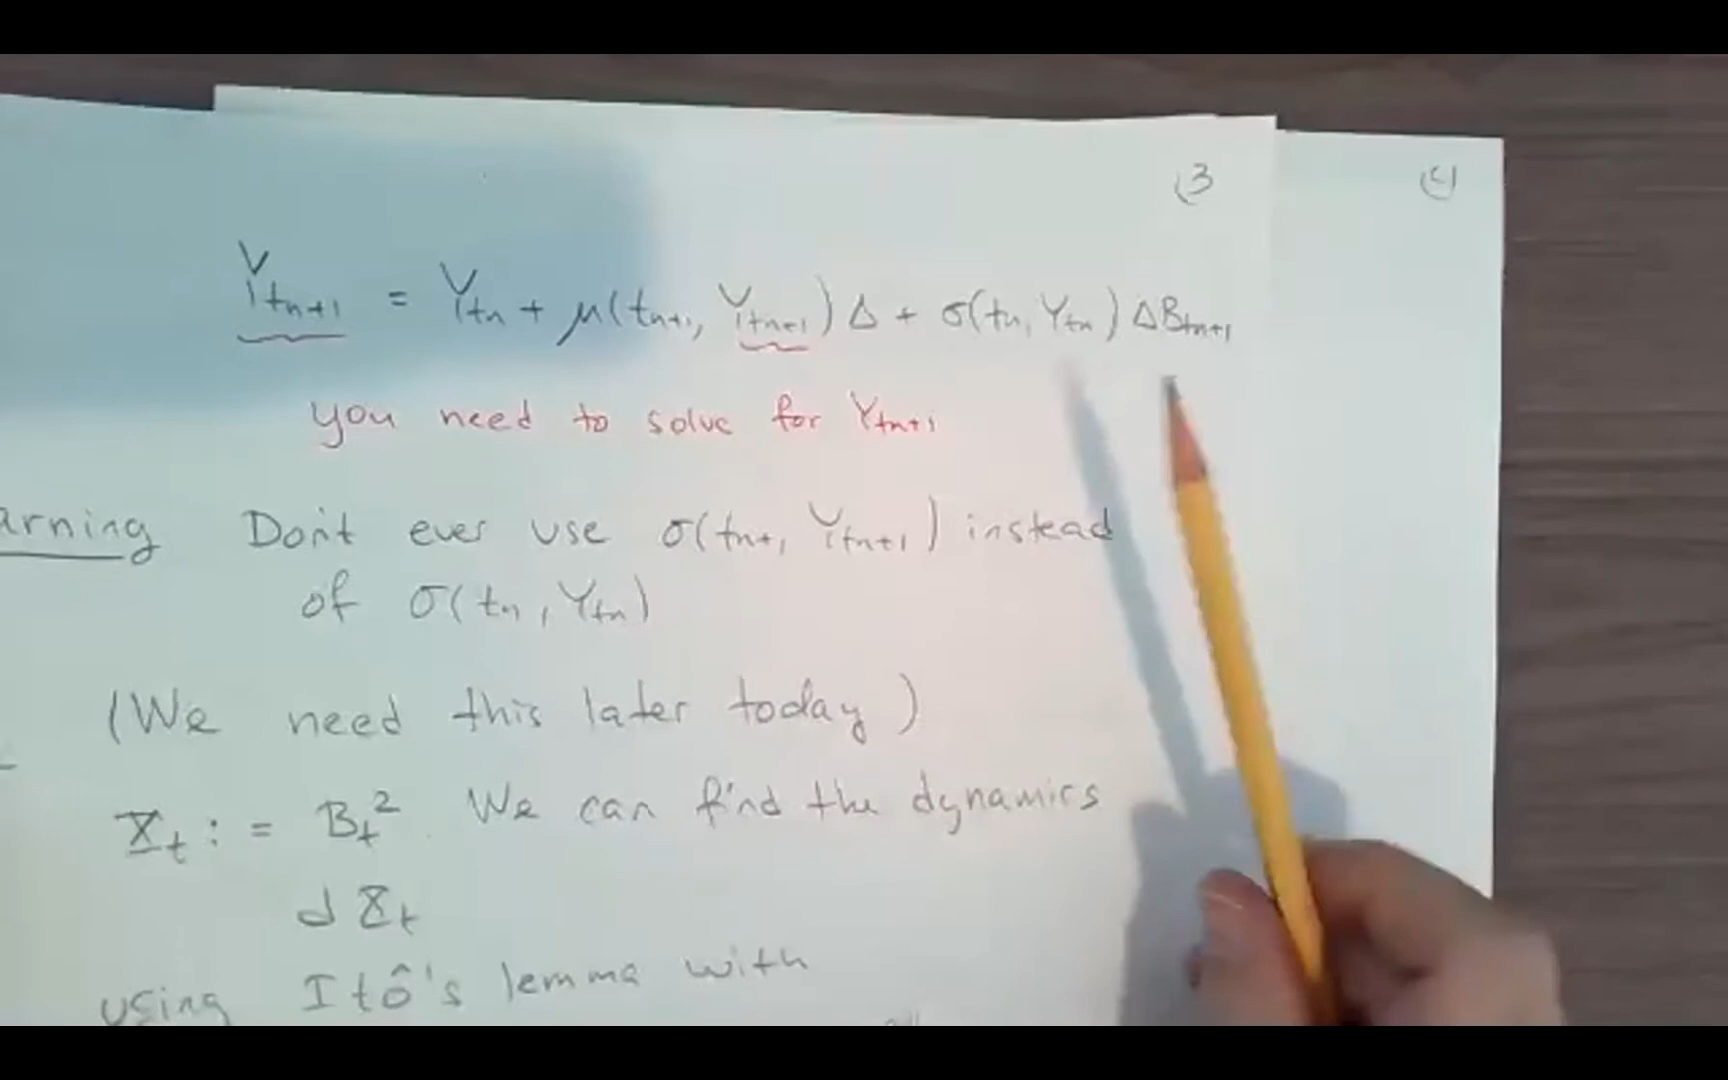 ③
④
Y_{t_{n+1}} = Y_{t_n} + μ(t_{n+1}, Y_{t_{n+1}}) Δ + σ(t_n, Y_{t_n}) ΔB_{t_{n+1}}
you need to solve for Y_{t_{n+1}}
arning Don't ever use σ(t_{n+1}, Y_{t_{n+1}}) instead
of σ(t_n, Y_{t_n})
(We need this later today)
X_t := B_t^2. We can find the dynamics
dX_t
using Itô's lemma with